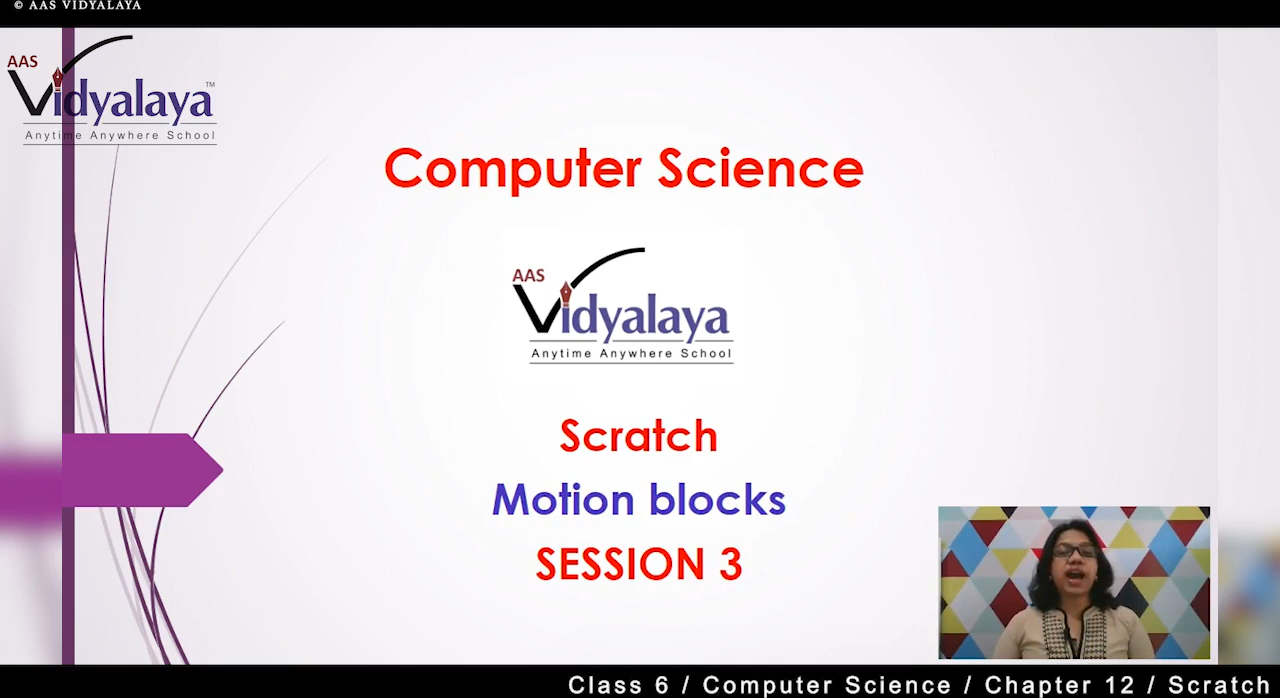 © AAS VIDYALAYA
AAS
Vidyalaya™
Anytime Anywhere School
Computer Science
AAS
Vidyalaya
Anytime Anywhere School
Scratch
Motion blocks
SESSION 3
Class 6 / Computer Science / Chapter 12 / Scratch